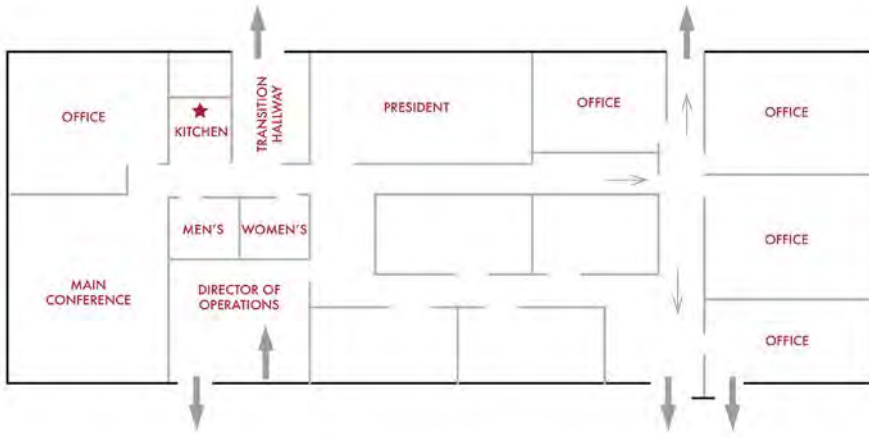 OFFICE
KITCHEN
TRANSITION
HALLWAY
PRESIDENT
OFFICE
OFFICE
MEN'S
WOMEN'S
OFFICE
MAIN
CONFERENCE
DIRECTOR OF
OPERATIONS
OFFICE